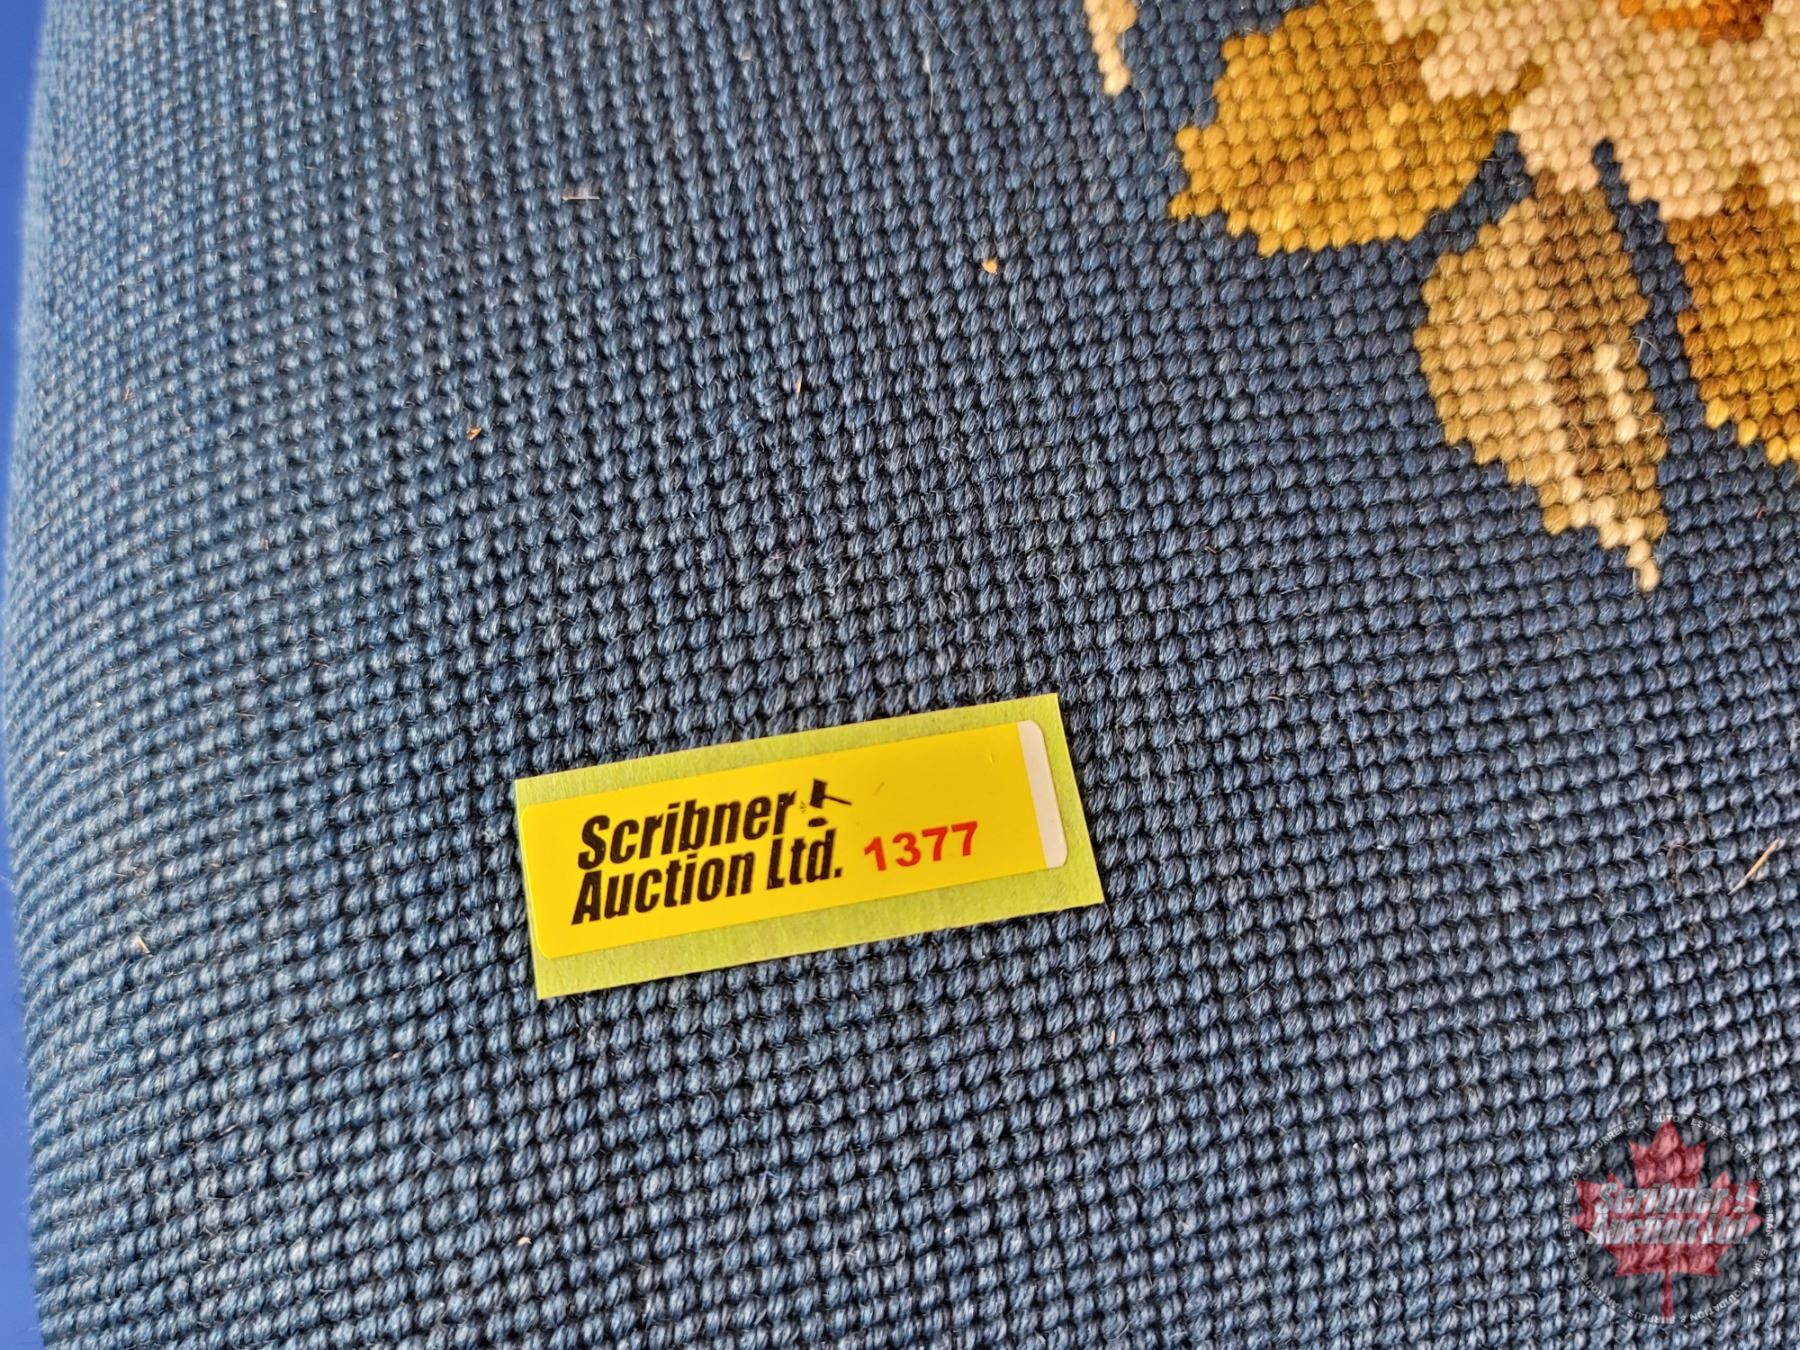 Scribner
Auction Ltd. 1377
Scribner
Auction Ltd.